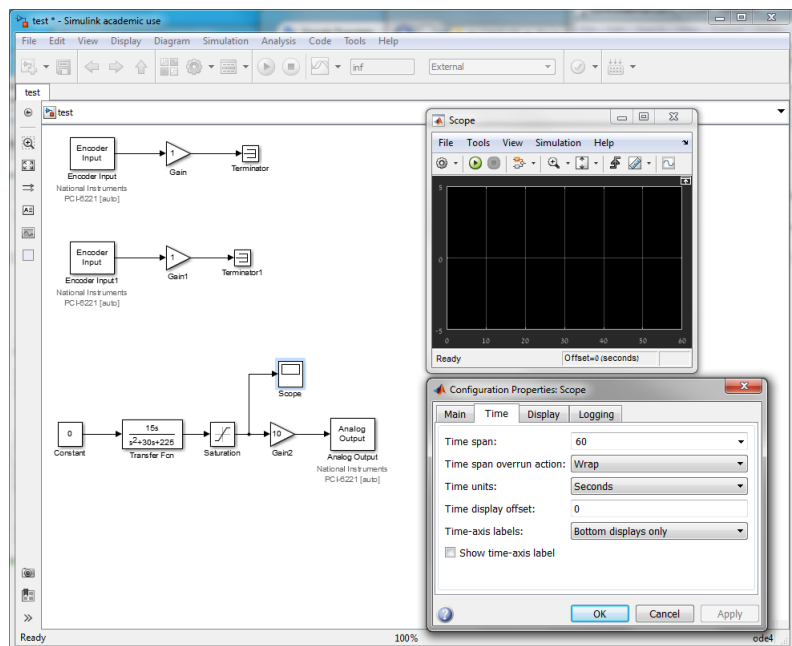 test * - Simulink academic use
File Edit View Display Diagram Simulation Analysis Code Tools Help
inf
External
test
test
Encoder
Input
Encoder Input
National Instruments
PCI-6221 [auto]
1
Gain
Terminator
Encoder
Input
Encoder Input1
National Instruments
PCI-6221 [auto]
1
Gain1
Terminator1
Scope
0
Constant
15s
s²+30s+225
Transfer Fcn
Saturation
10
Gain2
Analog
Output
Analog Output
National Instruments
PCI-6221 [auto]
Scope
File Tools View Simulation Help
5
0
-5
0 10 20 30 40 50 60
Ready
Offset=0 (seconds)
Configuration Properties: Scope
Main Time Display Logging
Time span: 60
Time span overrun action: Wrap
Time units: Seconds
Time display offset: 0
Time-axis labels: Bottom displays only
Show time-axis label
OK Cancel Apply
Ready
100%
ode4